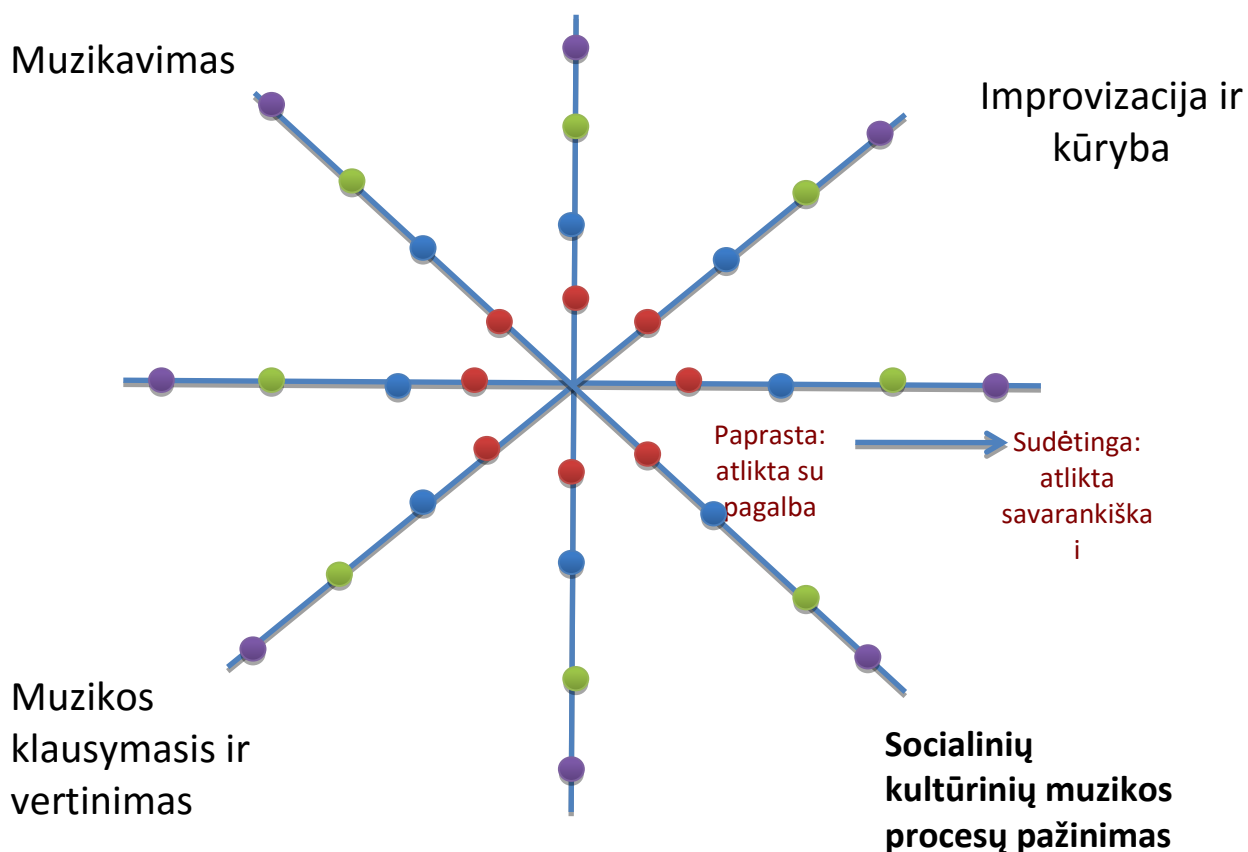 Muzikavimas
Improvizacija ir
kūryba
Paprasta:
atlikta su
pagalba
Sudėtinga:
atlikta
savarankiška
i
Muzikos
klausymasis ir
vertinimas
Socialinių
kultūrinių muzikos
procesų pažinimas